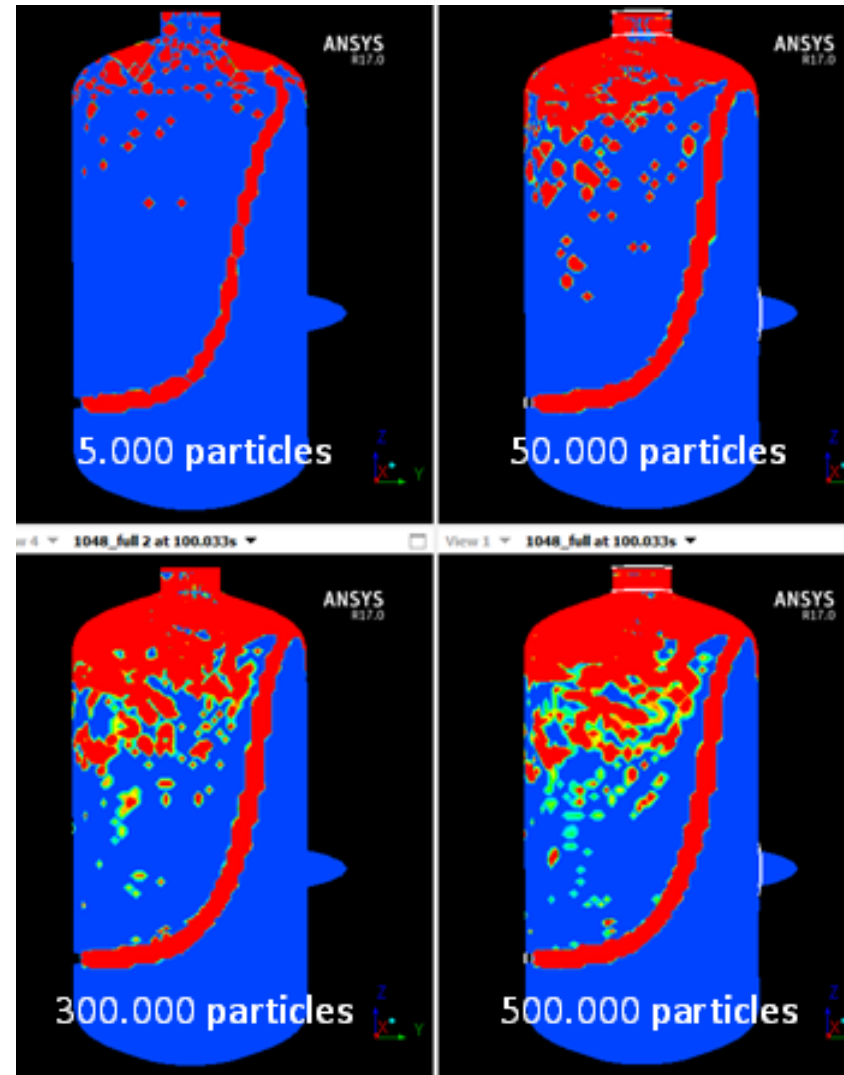 ANSYS
R17.0
5.000 particles
Z
X
Y
ANSYS
R17.0
50.000 particles
Z
X
w 4 1048_full 2 at 100.033s
View 1 1048_full at 100.033s
ANSYS
R17.0
300.000 particles
Z
X
Y
ANSYS
R17.0
500.000 particles
Z
X